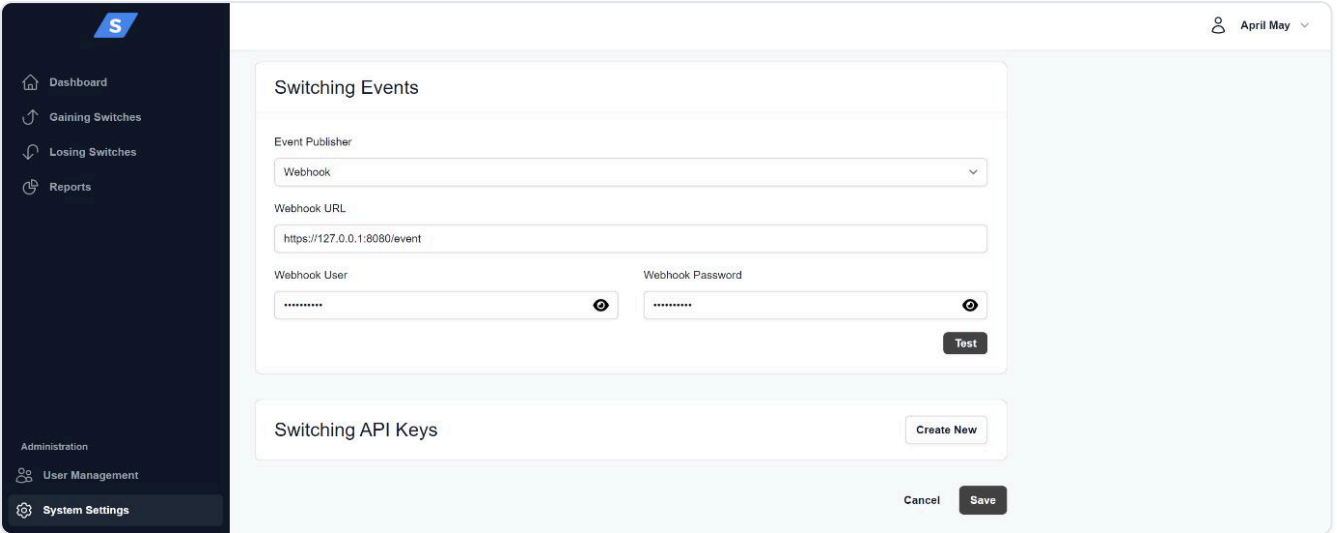 S
April May
Dashboard
Gaining Switches
Losing Switches
Reports
Administration
User Management
System Settings
Switching Events
Event Publisher
Webhook
Webhook URL
https://127.0.0.1:8080/event
Webhook User Webhook Password
•••••••••• ••••••••••
Test
Switching API Keys Create New
Cancel Save